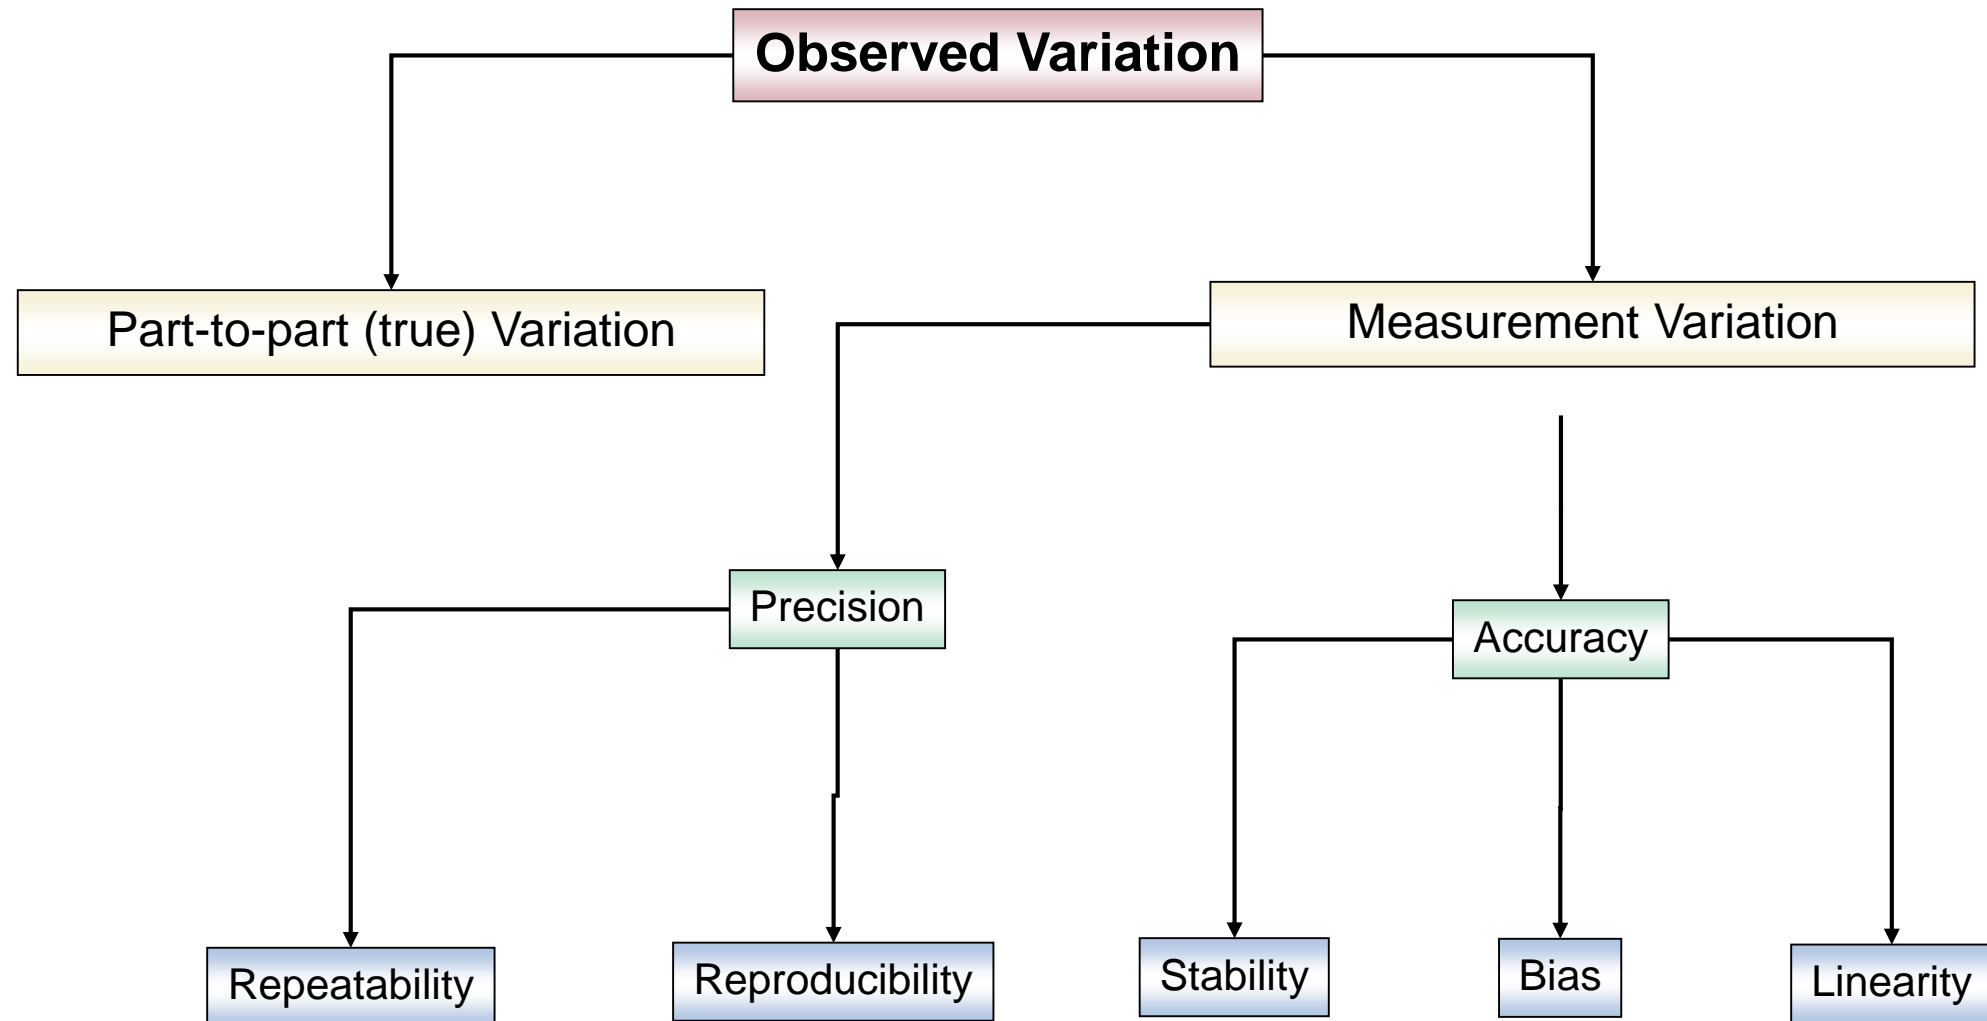 Observed Variation
Part-to-part (true) Variation
Measurement Variation
Precision
Accuracy
Repeatability
Reproducibility
Stability
Bias
Linearity